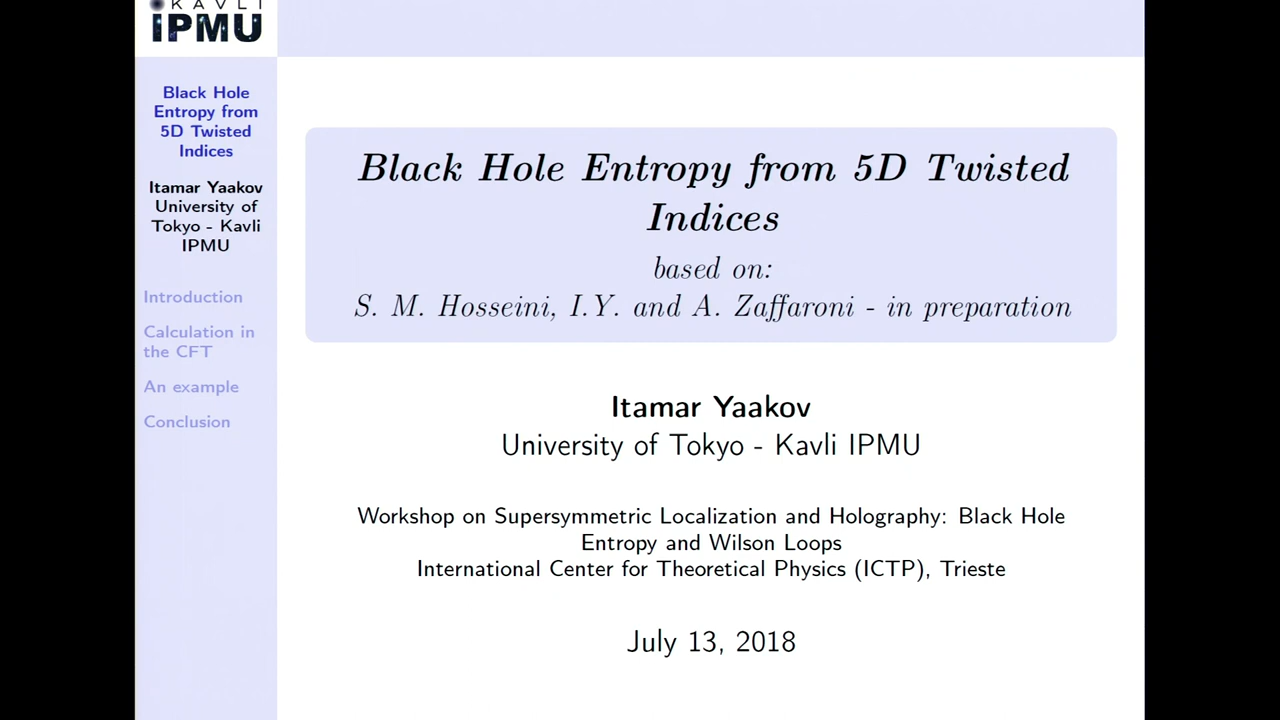 KAVLI
IPMU
Black Hole
Entropy from
5D Twisted
Indices
Itamar Yaakov
University of
Tokyo - Kavli
IPMU
Introduction
Calculation in
the CFT
An example
Conclusion
Black Hole Entropy from 5D Twisted
Indices
based on:
S. M. Hosseini, I.Y. and A. Zaffaroni - in preparation
Itamar Yaakov
University of Tokyo - Kavli IPMU
Workshop on Supersymmetric Localization and Holography: Black Hole
Entropy and Wilson Loops
International Center for Theoretical Physics (ICTP), Trieste
July 13, 2018